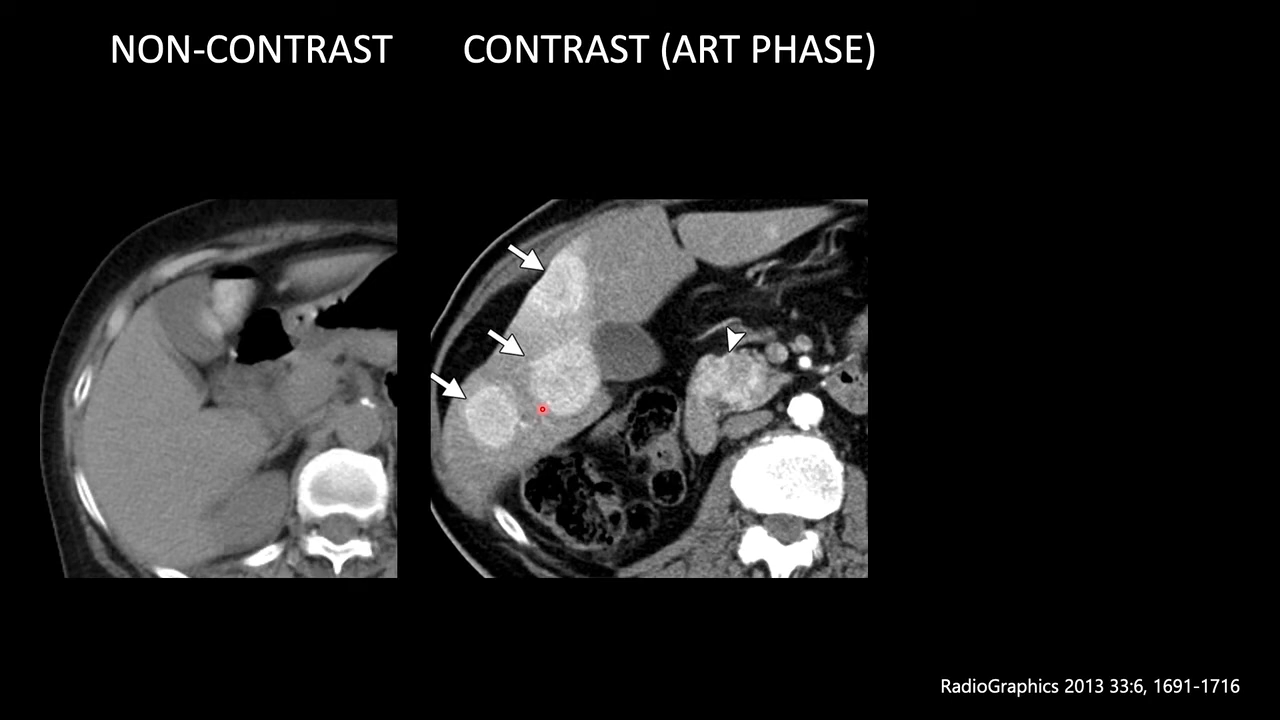 NON-CONTRAST
CONTRAST (ART PHASE)
RadioGraphics 2013 33:6, 1691-1716